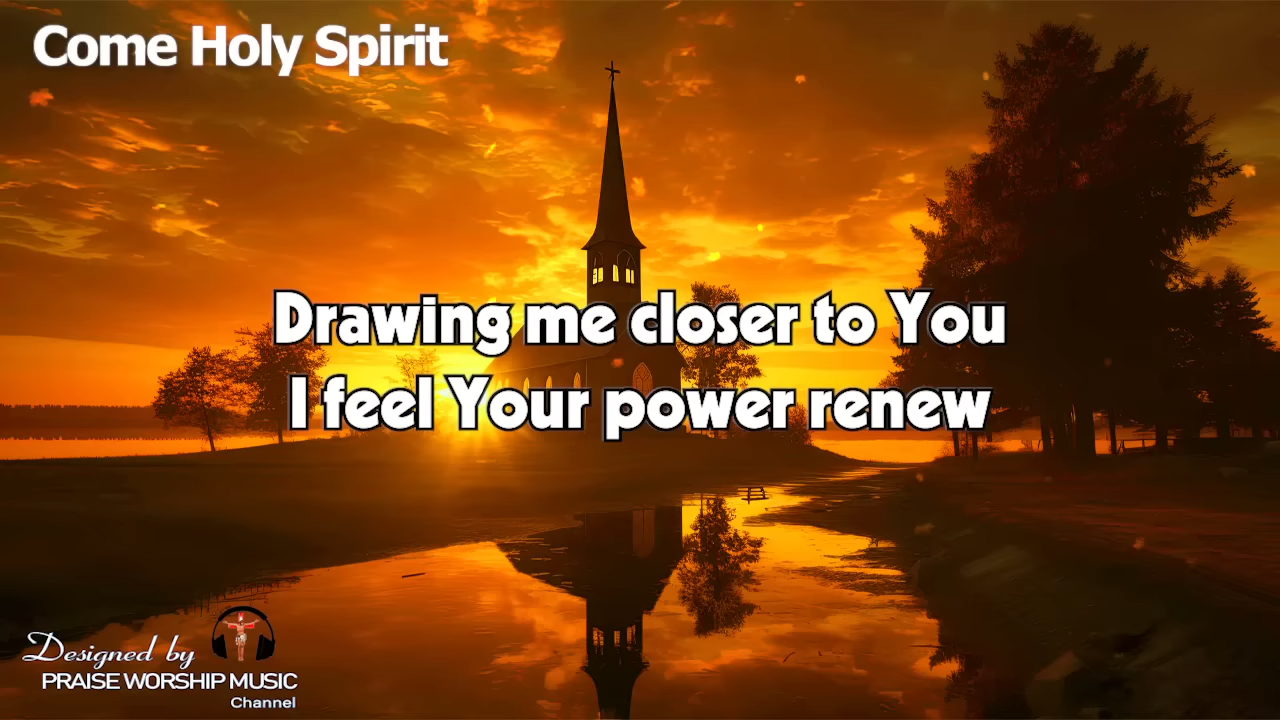 Come Holy Spirit
Drawing me closer to You
I feel Your power renew
Designed by
PRAISE WORSHIP MUSIC
Channel